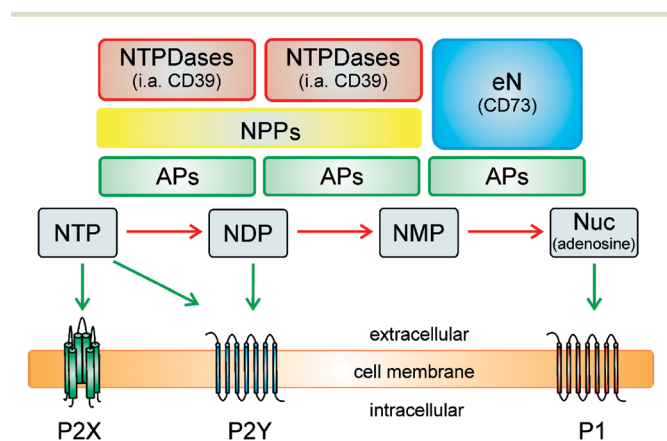 NTPDases
(i.a. CD39)
NTPDases
(i.a. CD39)
eN
(CD73)
NPPs
APs
APs
APs
NTP
NDP
NMP
Nuc
(adenosine)
extracellular
cell membrane
intracellular
P2X
P2Y
P1